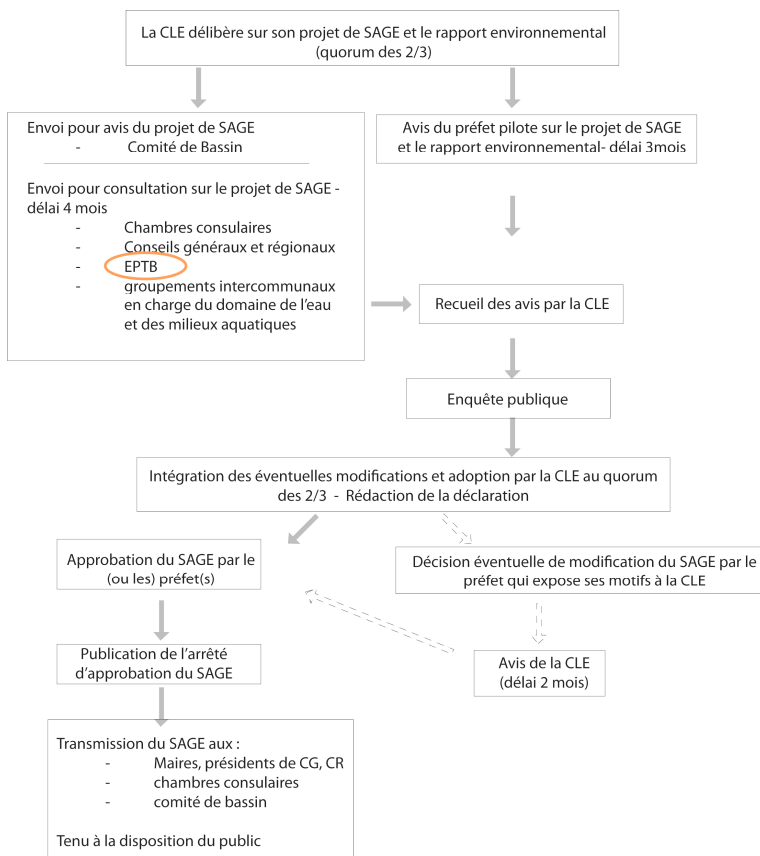 La CLE délibère sur son projet de SAGE et le rapport environnemental
(quorum des 2/3)
Envoi pour avis du projet de SAGE
- Comité de Bassin
Envoi pour consultation sur le projet de SAGE -
délai 4 mois
- Chambres consulaires
- Conseils généraux et régionaux
- EPTB
- groupements intercommunaux
en charge du domaine de l'eau
et des milieux aquatiques
Avis du préfet pilote sur le projet de SAGE
et le rapport environnemental- délai 3mois
Recueil des avis par la CLE
Enquête publique
Intégration des éventuelles modifications et adoption par la CLE au quorum
des 2/3 - Rédaction de la déclaration
Approbation du SAGE par le
(ou les) préfet(s)
Décision éventuelle de modification du SAGE par le
préfet qui expose ses motifs à la CLE
Publication de l'arrêté
d'approbation du SAGE
Avis de la CLE
(délai 2 mois)
Transmission du SAGE aux :
- Maires, présidents de CG, CR
- chambres consulaires
- comité de bassin
Tenu à la disposition du public